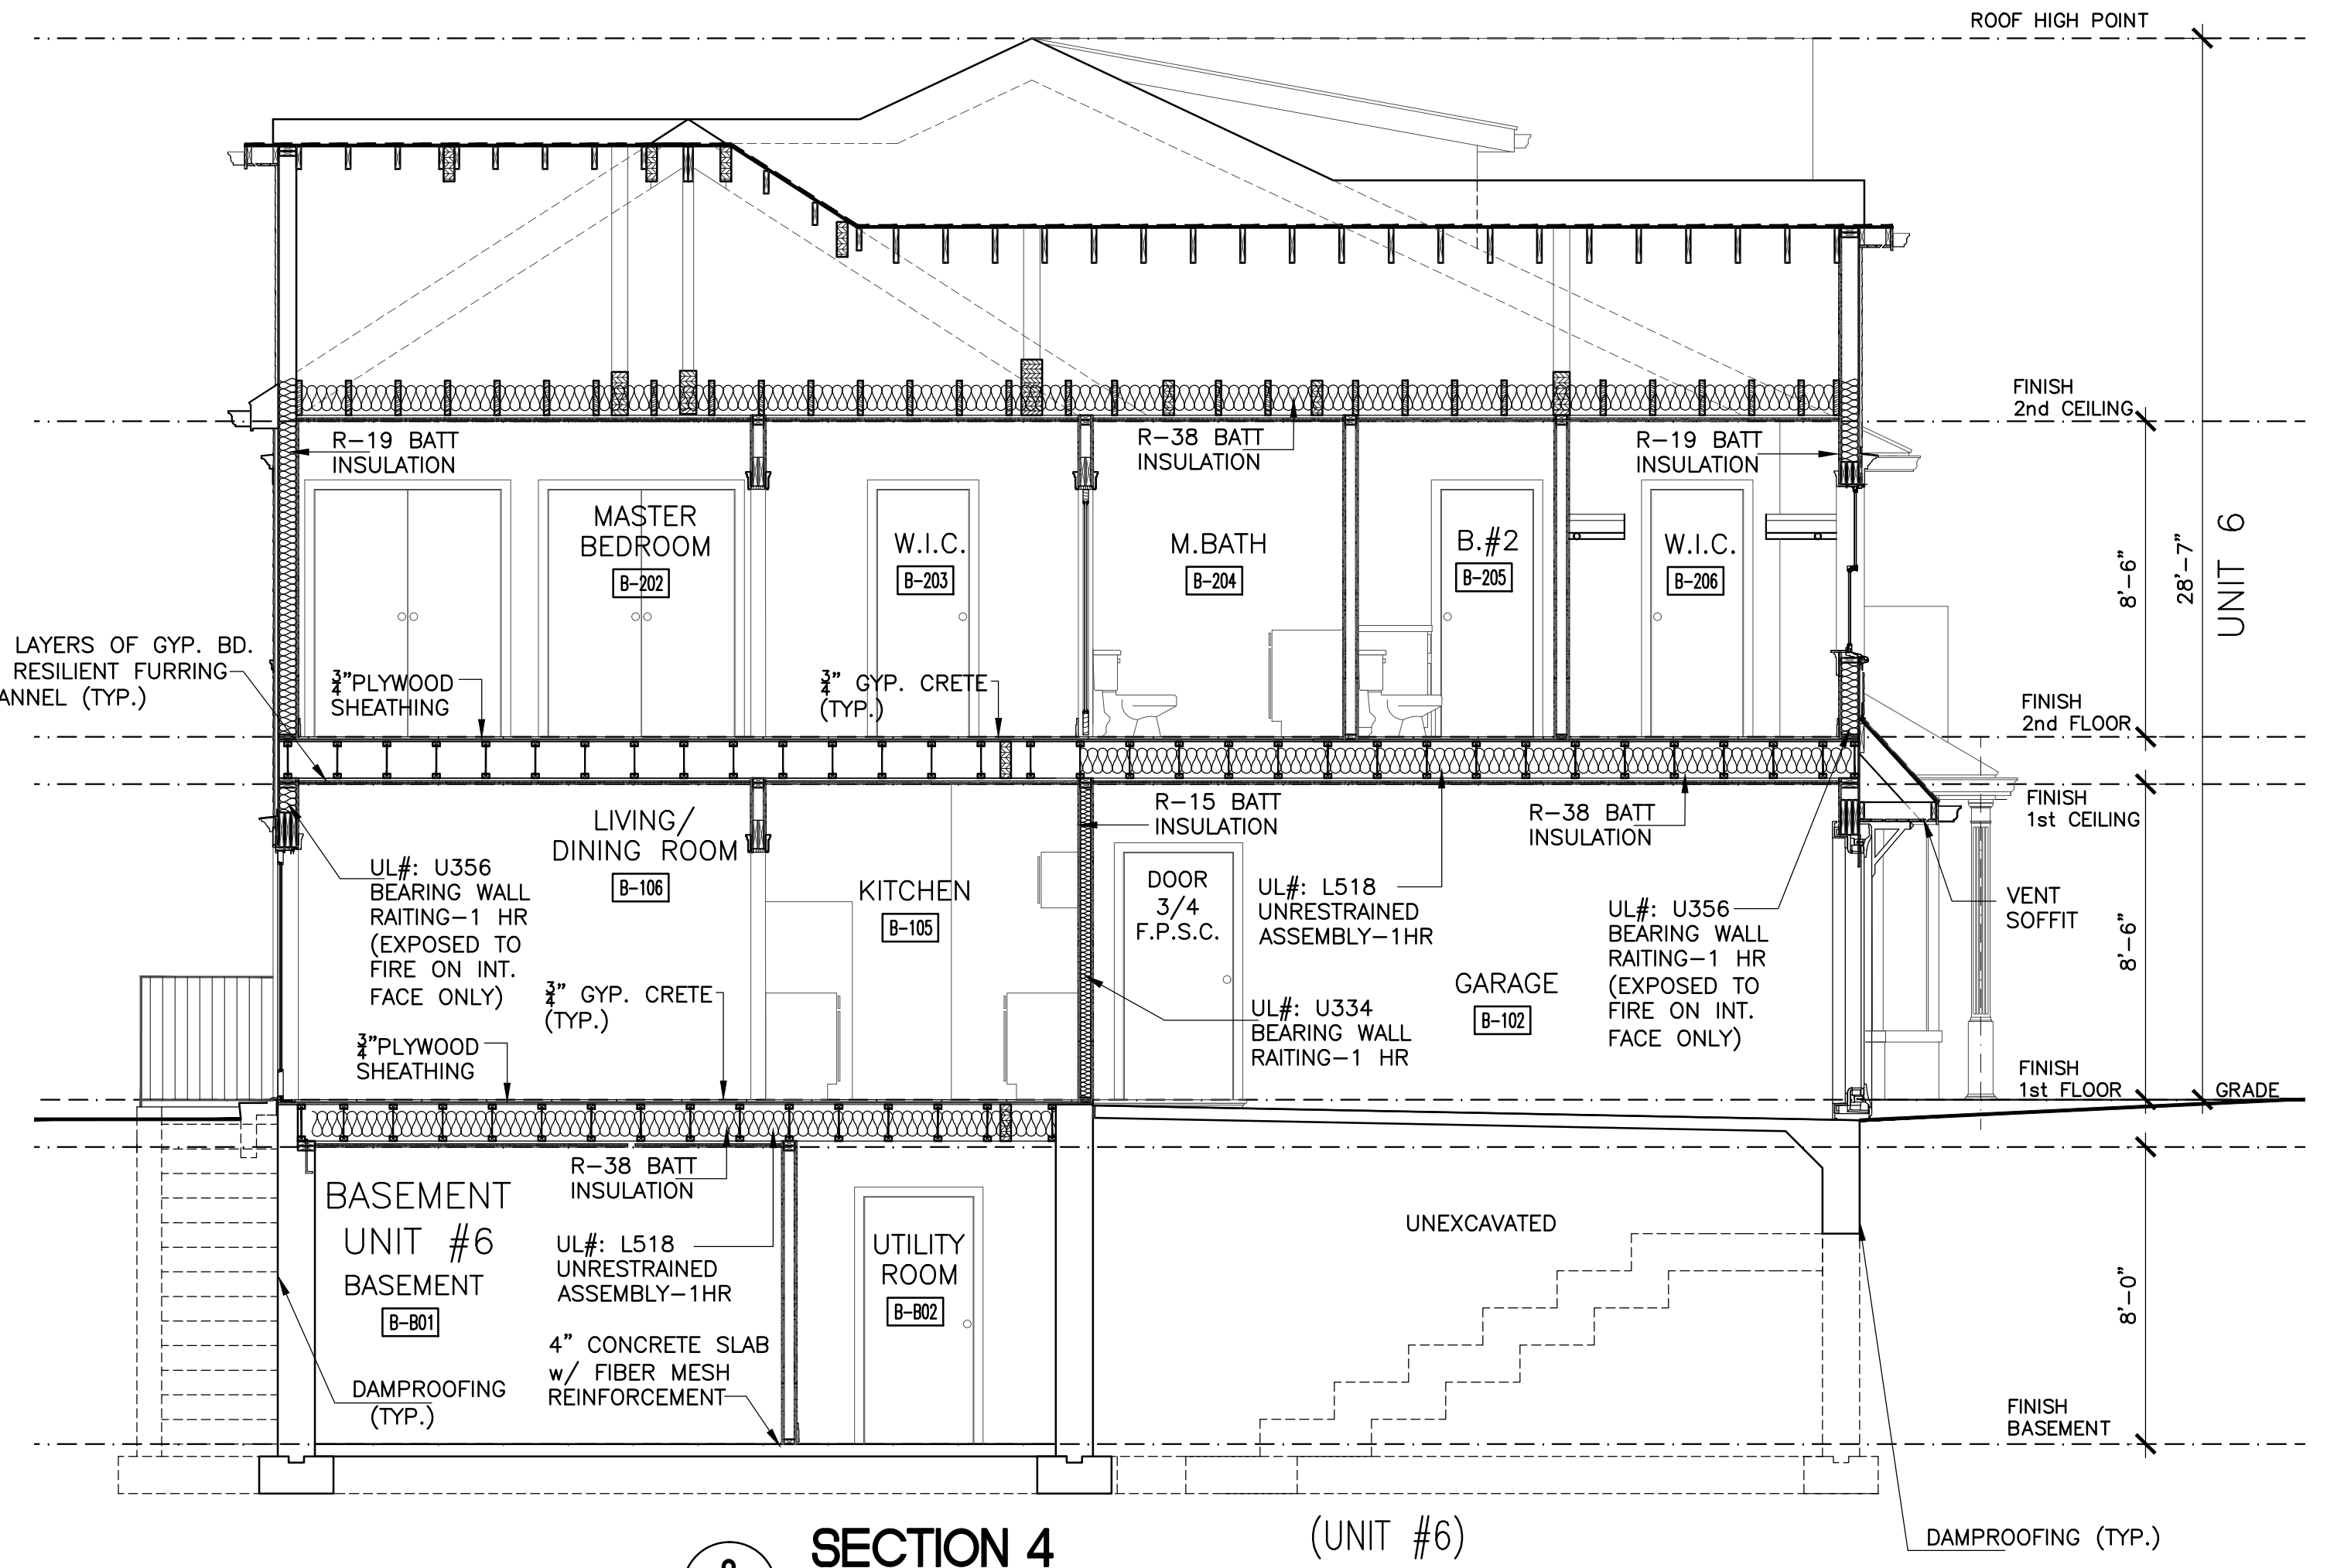 ROOF HIGH POINT
FINISH
2nd CEILING
R-19 BATT
INSULATION
R-38 BATT
INSULATION
R-19 BATT
INSULATION
MASTER
BEDROOM
B-202
W.I.C.
B-203
M.BATH
B-204
B.#2
B-205
W.I.C.
B-206
8'-6"
28'-7"
UNIT 6
LAYERS OF GYP. BD.
RESILIENT FURRING
ANNEL (TYP.)
3/4"PLYWOOD
SHEATHING
3/4" GYP. CRETE
(TYP.)
FINISH
2nd FLOOR
FINISH
1st CEILING
LIVING/
DINING ROOM
B-106
R-15 BATT
INSULATION
R-38 BATT
INSULATION
UL#: U356
BEARING WALL
RAITING-1 HR
(EXPOSED TO
FIRE ON INT.
FACE ONLY)
KITCHEN
B-105
DOOR
3/4
F.P.S.C.
UL#: L518
UNRESTRAINED
ASSEMBLY-1HR
UL#: U356
BEARING WALL
RAITING-1 HR
(EXPOSED TO
FIRE ON INT.
FACE ONLY)
VENT
SOFFIT
8'-6"
3/4" GYP. CRETE
(TYP.)
GARAGE
B-102
UL#: U334
BEARING WALL
RAITING-1 HR
3/4"PLYWOOD
SHEATHING
FINISH
1st FLOOR
GRADE
R-38 BATT
INSULATION
BASEMENT
UNIT #6
BASEMENT
B-B01
UL#: L518
UNRESTRAINED
ASSEMBLY-1HR
UTILITY
ROOM
B-B02
UNEXCAVATED
8'-0"
4" CONCRETE SLAB
w/ FIBER MESH
REINFORCEMENT
DAMPROOFING
(TYP.)
FINISH
BASEMENT
SECTION 4
(UNIT #6)
DAMPROOFING (TYP.)